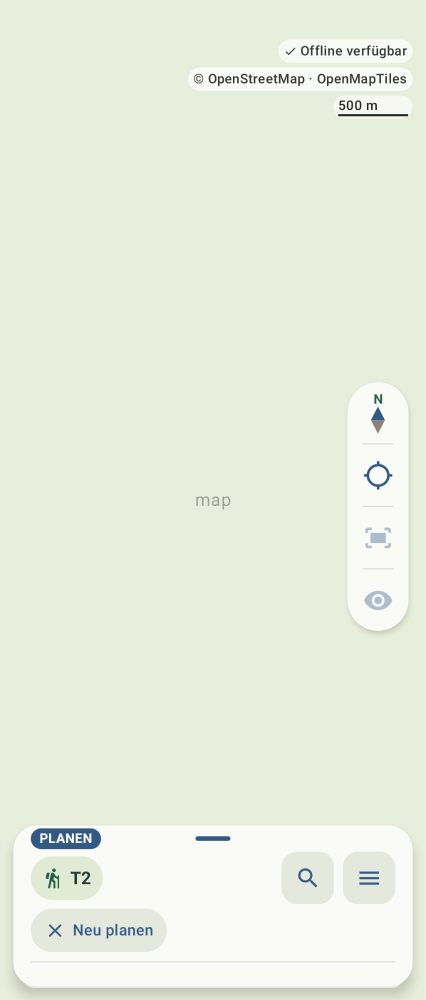 Offline verfügbar
© OpenStreetMap · OpenMapTiles
500 m
N
map
PLANEN
T2
Neu planen